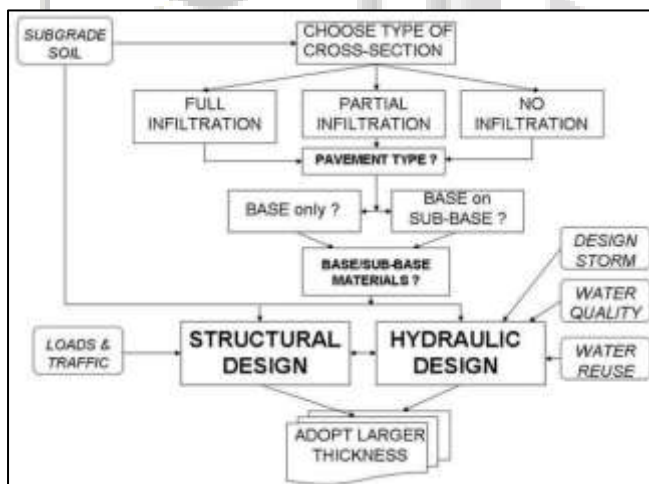 SUBGRADE
SOIL
CHOOSE TYPE OF
CROSS-SECTION
FULL
INFILTRATION
PARTIAL
INFILTRATION
NO
INFILTRATION
PAVEMENT TYPE ?
BASE only ?
BASE on
SUB-BASE ?
BASE/SUB-BASE
MATERIALS ?
DESIGN
STORM
WATER
QUALITY
LOADS &
TRAFFIC
STRUCTURAL
DESIGN
HYDRAULIC
DESIGN
WATER
REUSE
ADOPT LARGER
THICKNESS